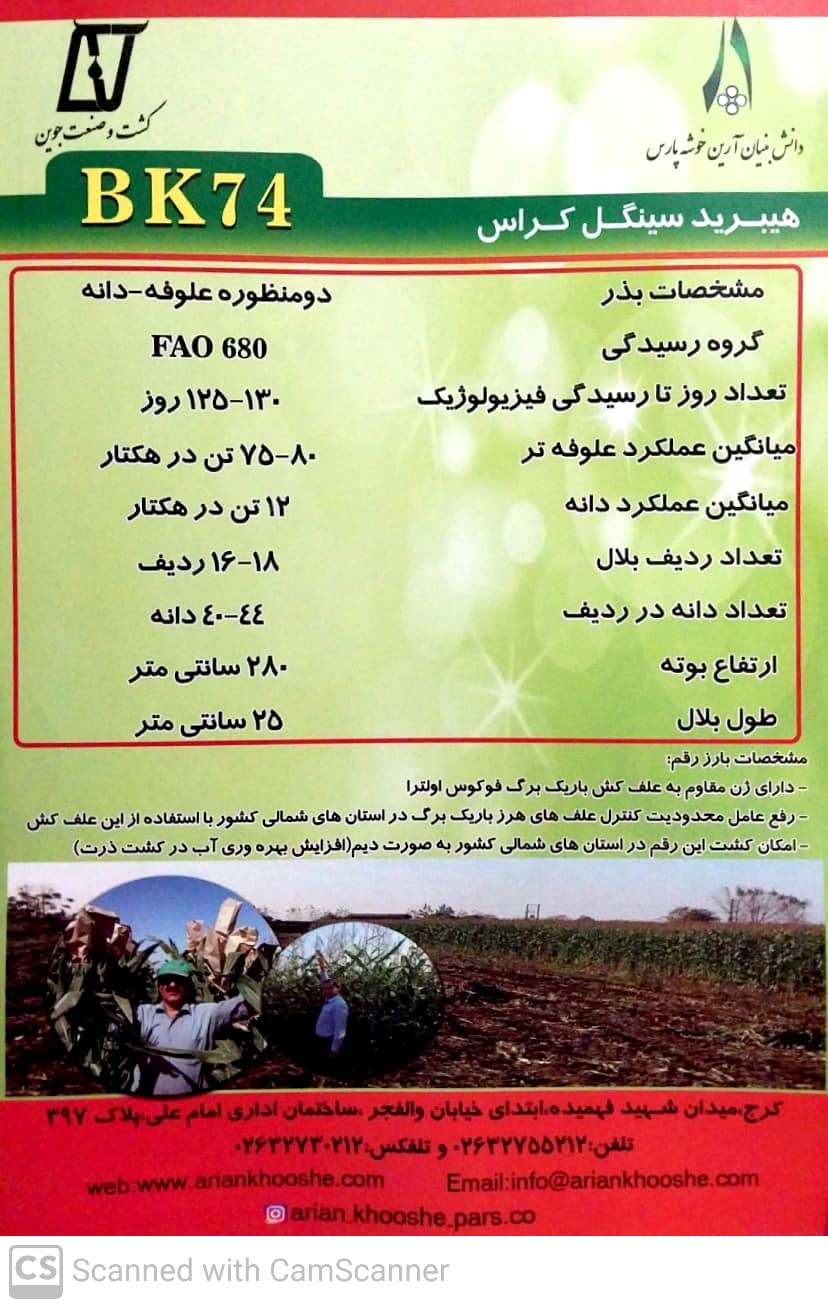 کشت و صنعت جوین
دانش بنیان آرین خوشه پارس
BK74
هیبرید سینگل کراس
مشخصات بذر دومنظوره علوفه-دانه
گروه رسیدگی FAO 680
تعداد روز تا رسیدگی فیزیولوژیک ۱۲۵-۱۳۰ روز
میانگین عملکرد علوفه تر ۷۵-۸۰ تن در هکتار
میانگین عملکرد دانه ۱۲ تن در هکتار
تعداد ردیف بلال ۱۶-۱۸ ردیف
تعداد دانه در ردیف ٤٠-٤٤ دانه
ارتفاع بوته ۲۸۰ سانتی متر
طول بلال ۲۵ سانتی متر
مشخصات بارز رقم:
- دارای ژن مقاوم به علف کش باریک برگ فوکوس اولترا
- رفع عامل محدودیت کنترل علف های هرز باریک برگ در استان های شمالی کشور با استفاده از این علف کش
- امکان کشت این رقم در استان های شمالی کشور به صورت دیم(افزایش بهره وری آب در کشت ذرت)
کرج،میدان شهید فهمیده،ابتدای خیابان والفجر ،ساختمان اداری امام علی،پلاک ۳۹۷
تلفن:۰۲۶۳۲۷۵۵۲۱۲ و تلفکس:۰۲۶۳۲۷۳۰۲۱۲
web:www.ariankhooshe.com Email:info@ariankhooshe.com
arian_khooshe_pars.co
CS Scanned with CamScanner